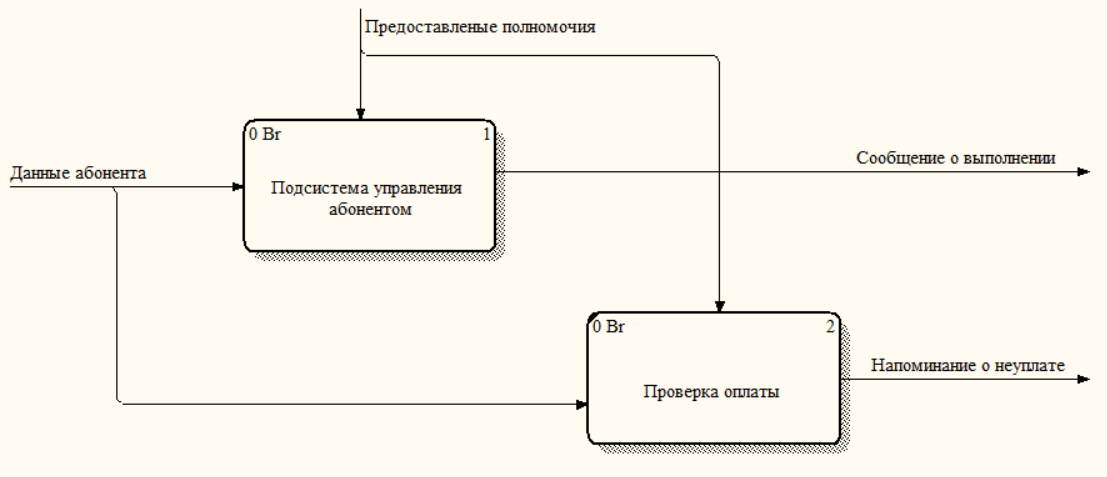 Предоставленые полномочия
0 Br 1
Данные абонента
Подсистема управления
абонентом
Сообщение о выполнении
0 Br 2
Проверка оплаты
Напоминание о неуплате